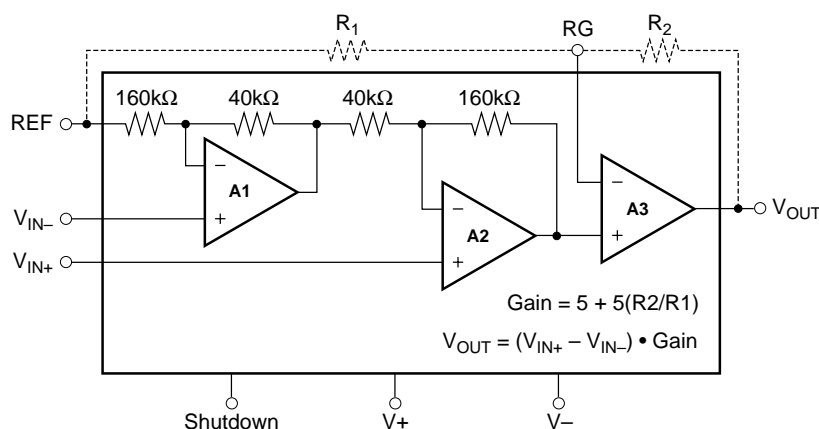 R1
RG
R2
160kΩ
40kΩ
40kΩ
160kΩ
REF
−
A1
+
VIN–
−
A2
+
VIN+
−
A3
+
VOUT
Gain = 5 + 5(R2/R1)
VOUT = (VIN+ – VIN–) • Gain
Shutdown
V+
V–